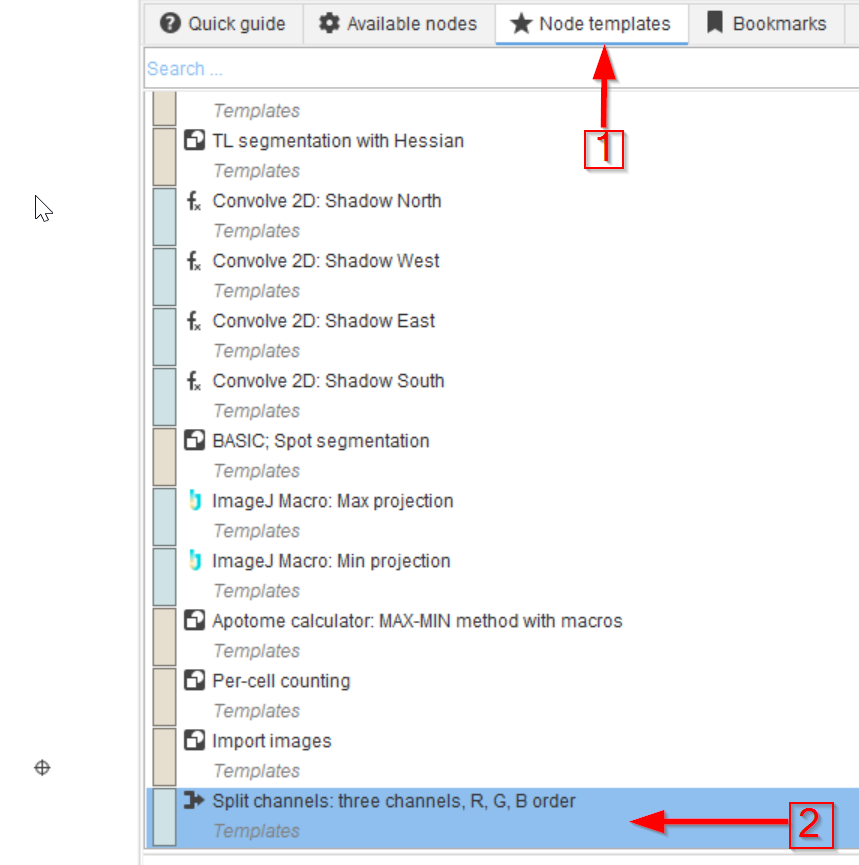 Quick guide Available nodes Node templates Bookmarks
Search ...
Templates
1
TL segmentation with Hessian
Templates
Convolve 2D: Shadow North
Templates
Convolve 2D: Shadow West
Templates
Convolve 2D: Shadow East
Templates
Convolve 2D: Shadow South
Templates
BASIC; Spot segmentation
Templates
ImageJ Macro: Max projection
Templates
ImageJ Macro: Min projection
Templates
Apotome calculator: MAX-MIN method with macros
Templates
Per-cell counting
Templates
Import images
Templates
Split channels: three channels, R, G, B order
Templates
2